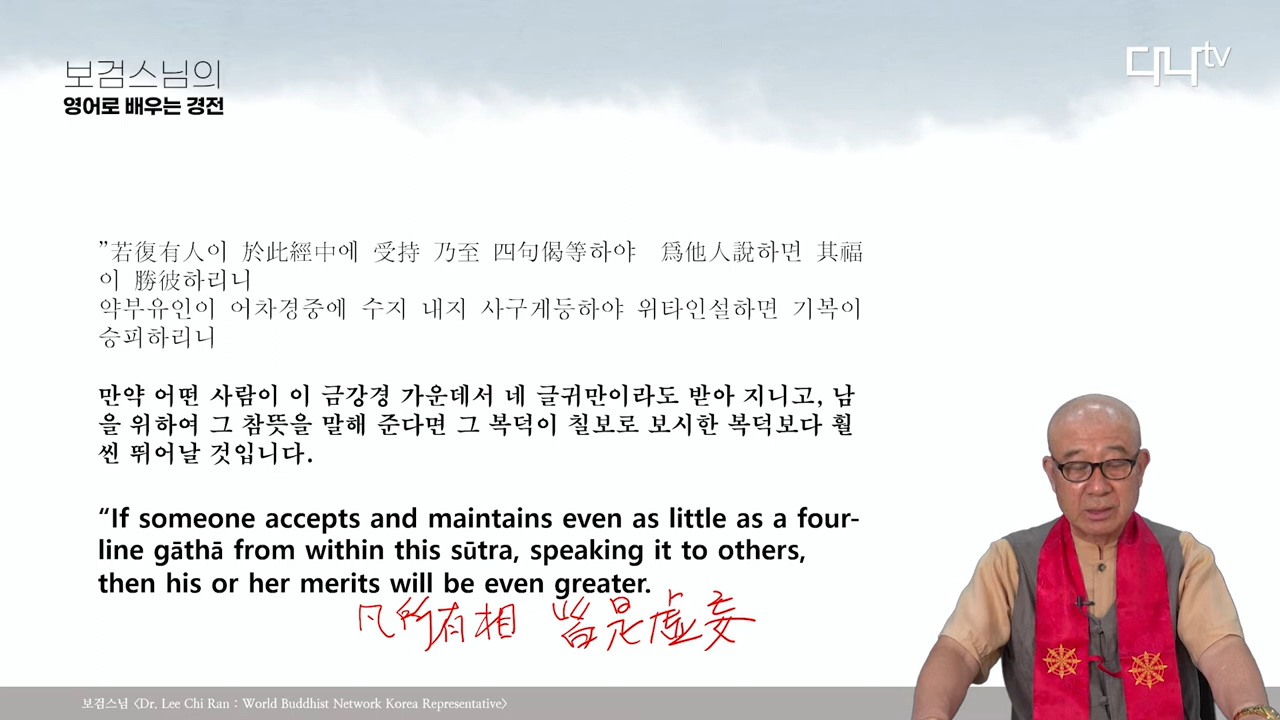 보검스님의
영어로 배우는 경전
다나tv
”若復有人이 於此經中에 受持 乃至 四句偈等하야 爲他人說하면 其福
이 勝彼하리니
약부유인이 어차경중에 수지 내지 사구게등하야 위타인설하면 기복이
승피하리니
만약 어떤 사람이 이 금강경 가운데서 네 글귀만이라도 받아 지니고, 남
을 위하여 그 참뜻을 말해 준다면 그 복덕이 칠보로 보시한 복덕보다 훨
씬 뛰어날 것입니다.
“If someone accepts and maintains even as little as a four-
line gāthā from within this sūtra, speaking it to others,
then his or her merits will be even greater.
凡所有相 皆是虛妄
보검스님 <Dr. Lee Chi Ran : World Buddhist Network Korea Representative>